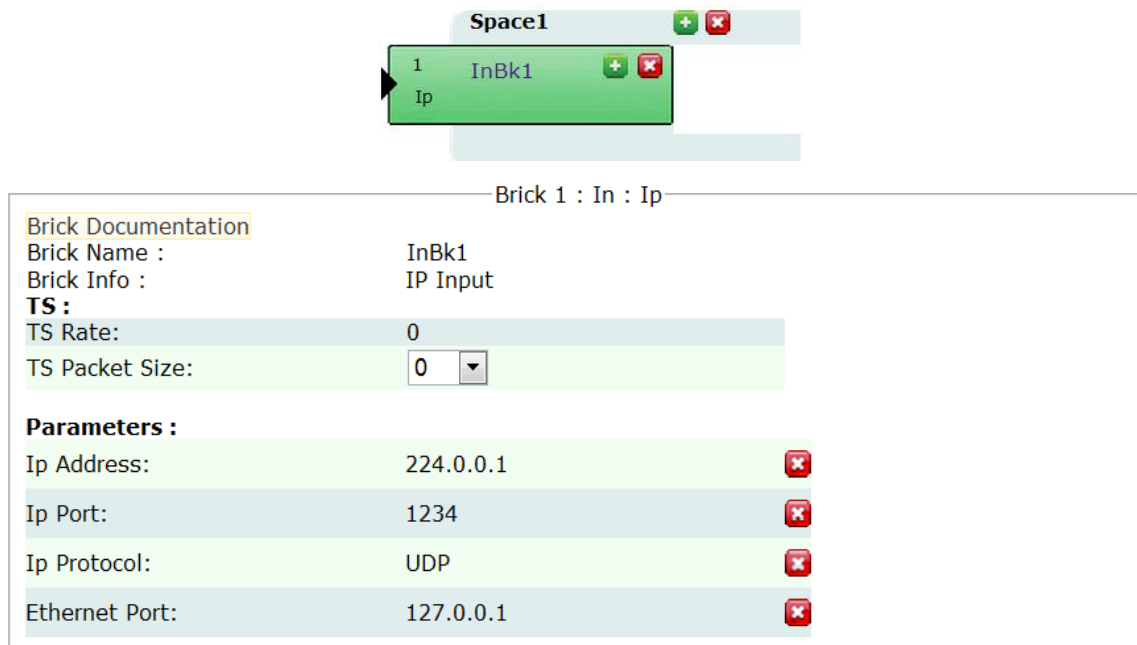 Space1
1 InBk1
Ip
Brick 1 : In : Ip
Brick Documentation
Brick Name : InBk1
Brick Info : IP Input
TS :
TS Rate: 0
TS Packet Size: 0
Parameters :
Ip Address: 224.0.0.1
Ip Port: 1234
Ip Protocol: UDP
Ethernet Port: 127.0.0.1